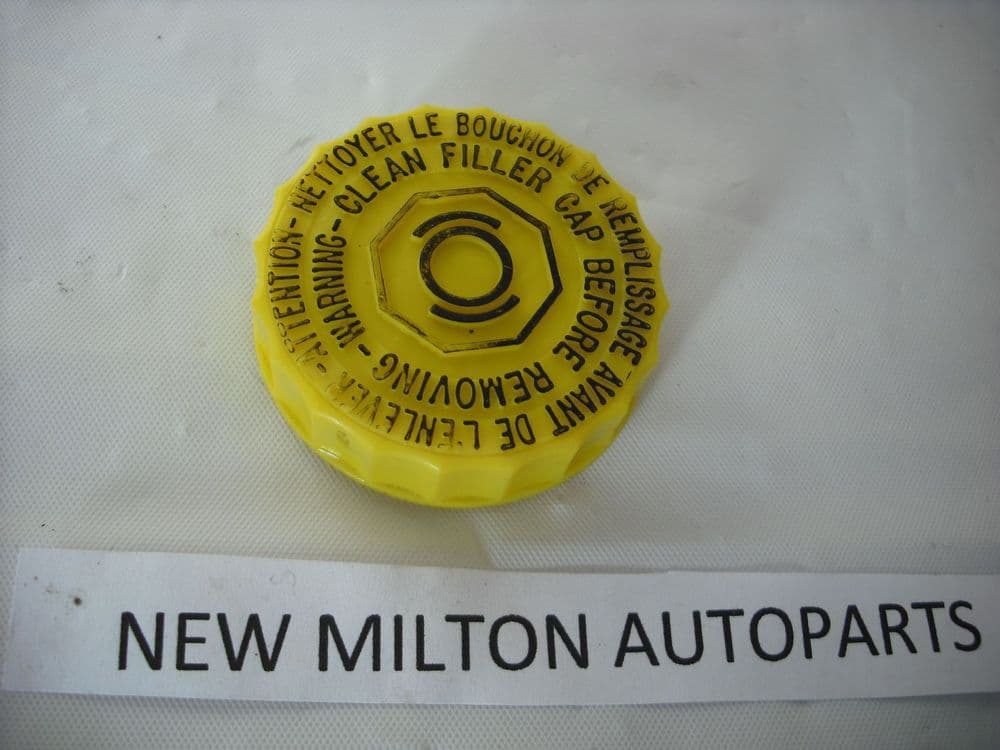 ATTENTION - NETTOYER LE BOUCHON DE REMPLISSAGE AVANT DE L'ENLEVER -
WARNING - CLEAN FILLER CAP BEFORE REMOVING -
NEW MILTON AUTOPARTS